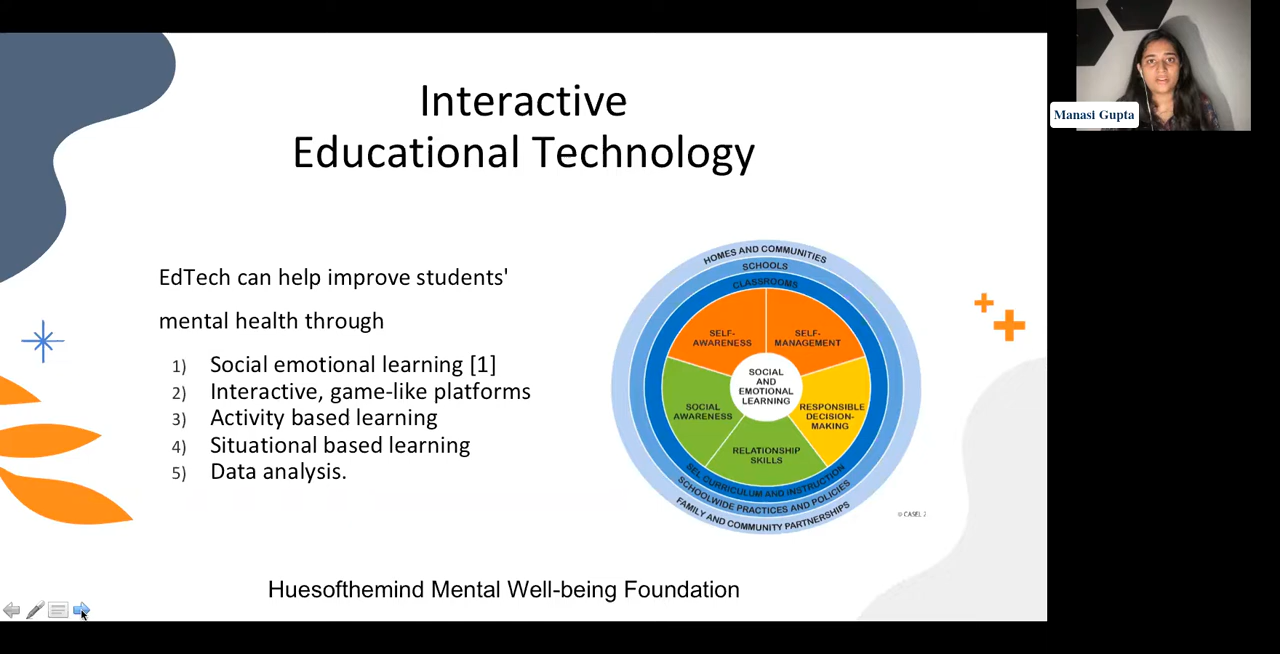 Interactive
Educational Technology
Manasi Gupta
EdTech can help improve students'
mental health through
1) Social emotional learning [1]
2) Interactive, game-like platforms
3) Activity based learning
4) Situational based learning
5) Data analysis.
HOMES AND COMMUNITIES
SCHOOLS
CLASSROOMS
SELF-
AWARENESS
SELF-
MANAGEMENT
SOCIAL
AND
EMOTIONAL
LEARNING
SOCIAL
AWARENESS
RESPONSIBLE
DECISION-
MAKING
RELATIONSHIP
SKILLS
SEL CURRICULUM AND INSTRUCTION
SCHOOLWIDE PRACTICES AND POLICIES
FAMILY AND COMMUNITY PARTNERSHIPS
© CASEL
Huesofthemind Mental Well-being Foundation